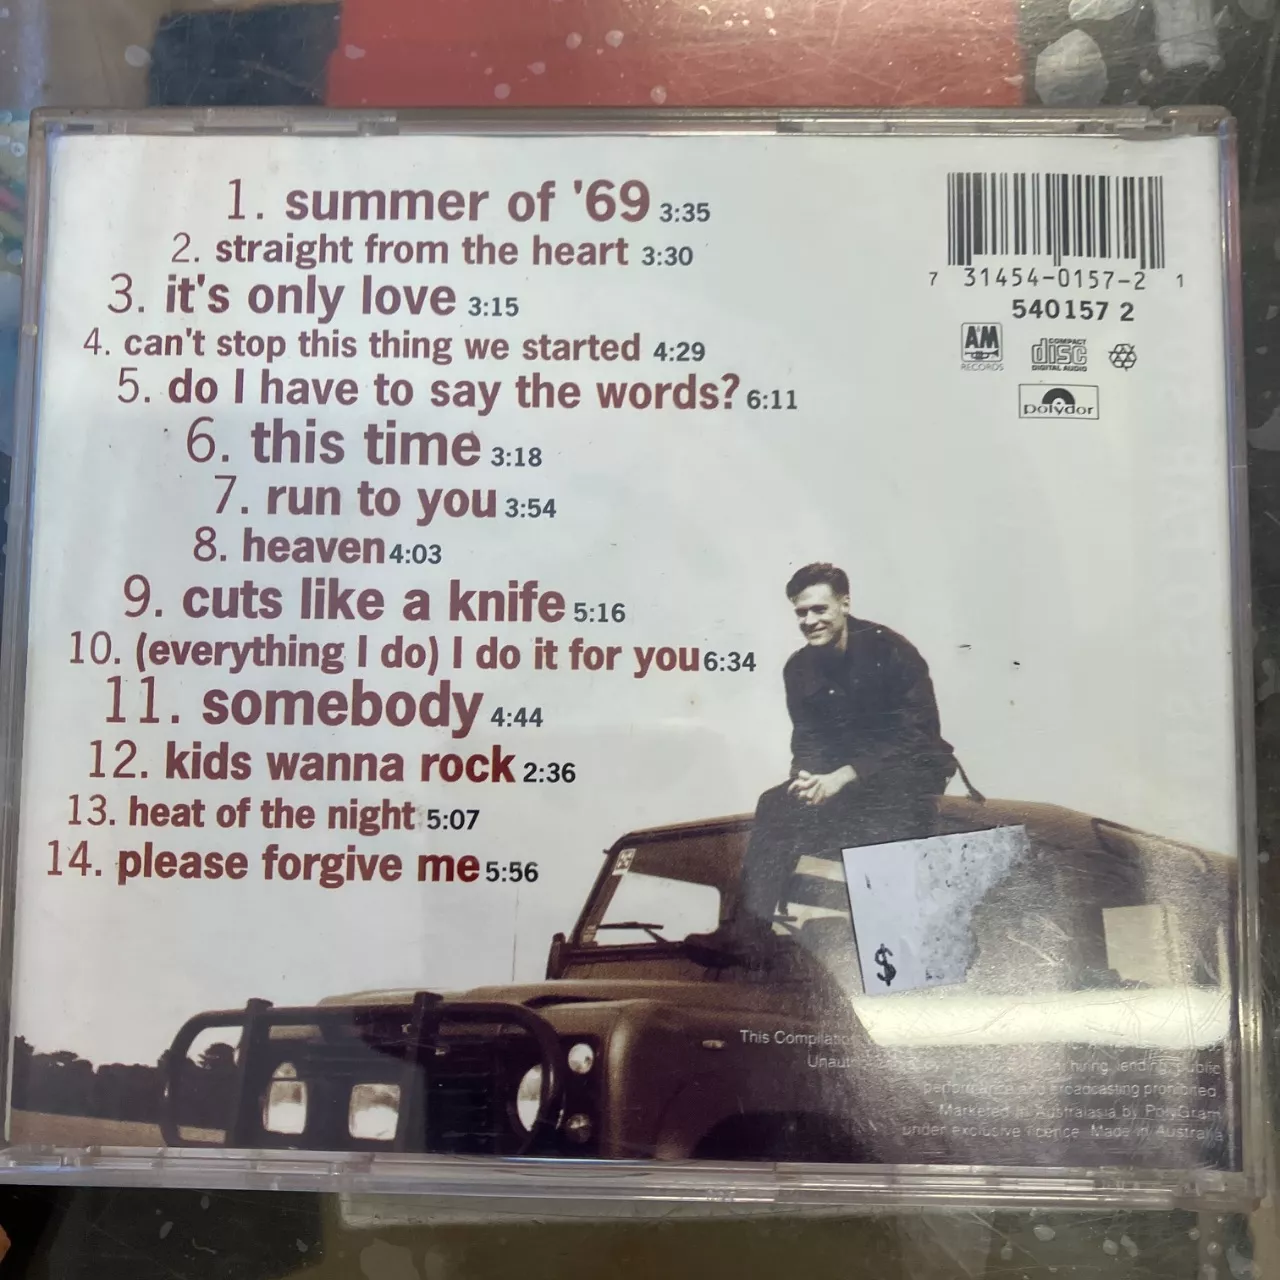 1. summer of '69 3:35
2. straight from the heart 3:30
3. it's only love 3:15
4. can't stop this thing we started 4:29
5. do I have to say the words? 6:11
6. this time 3:18
7. run to you 3:54
8. heaven 4:03
9. cuts like a knife 5:16
10. (everything I do) I do it for you 6:34
11. somebody 4:44
12. kids wanna rock 2:36
13. heat of the night 5:07
14. please forgive me 5:56
7 31454-0157-2 1
540157 2
A&M
RECORDS
COMPACT
disc
DIGITAL AUDIO
polydor
$
This Compilation
hiring lending public
performance and broadcasting prohibited
Marketed in Australasia by PolyGram
under exclusive licence. Made in Australia